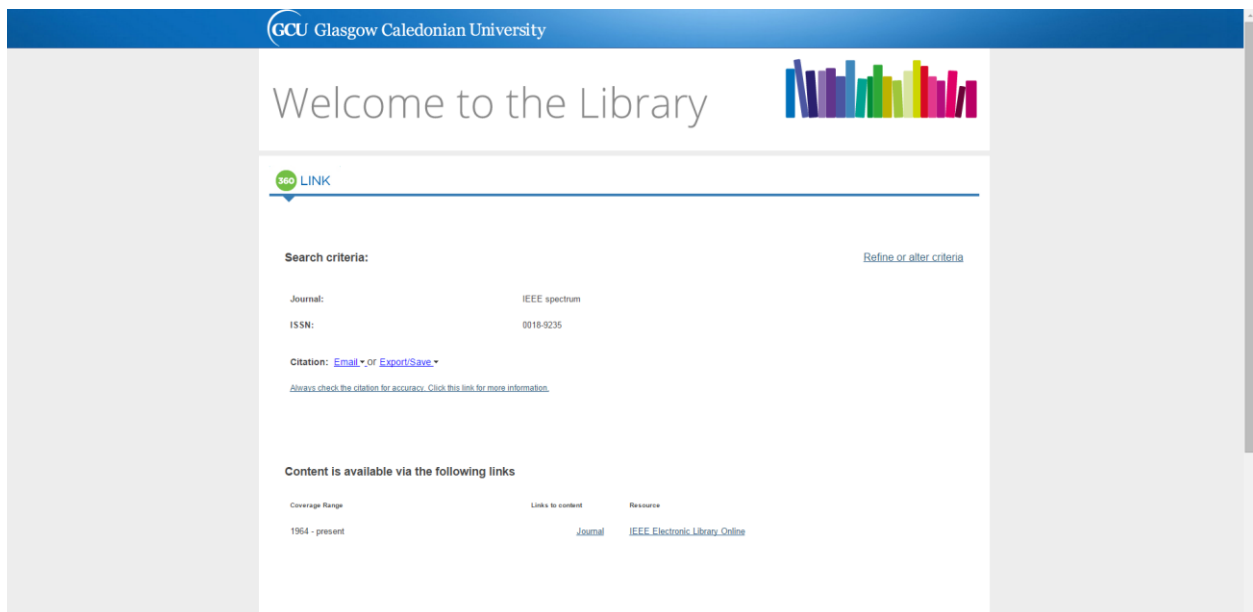 GCU Glasgow Caledonian University
Welcome to the Library
360 LINK
Search criteria:
Refine or alter criteria
Journal: IEEE spectrum
ISSN: 0018-9235
Citation: Email or Export/Save
Always check the citation for accuracy. Click this link for more information.
Content is available via the following links
Coverage Range Links to content Resource
1964 - present Journal IEEE Electronic Library Online